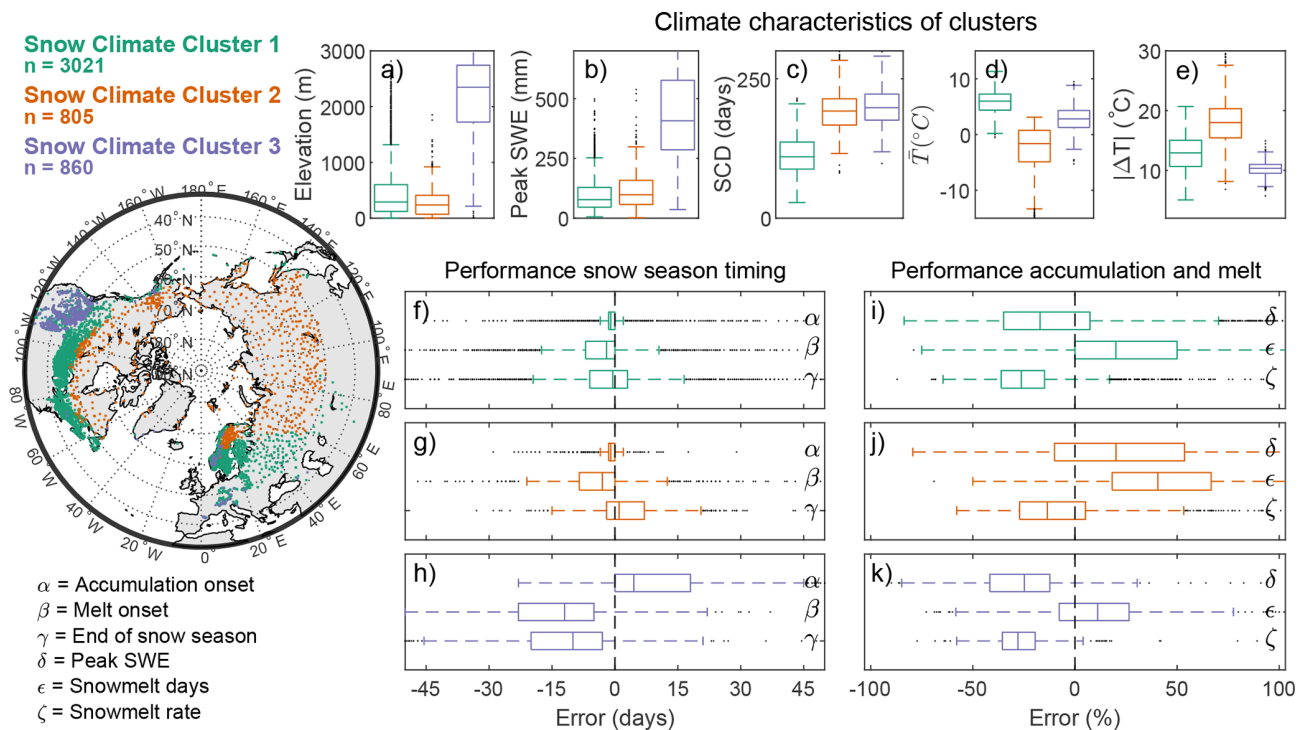 Climate characteristics of clusters
Snow Climate Cluster 1
n = 3021
Snow Climate Cluster 2
n = 805
Snow Climate Cluster 3
n = 860
Elevation (m)
3000
2000
1000
0
a)
Peak SWE (mm)
500
250
0
b)
SCD (days)
250
0
c)
T̄(°C)
10
0
-10
d)
|ΔT| (°C)
30
20
10
e)
180°E
160°E
140°E
120°E
100°E
80°E
60°E
40°E
20°E
0°
20°W
40°W
60°W
80°W
100°W
120°W
140°W
160°W
40°N
50°N
60°N
70°N
80°N
α = Accumulation onset
β = Melt onset
γ = End of snow season
δ = Peak SWE
ϵ = Snowmelt days
ζ = Snowmelt rate
Performance snow season timing
f)
α
β
γ
g)
α
β
γ
h)
α
β
γ
-45 -30 -15 0 15 30 45
Error (days)
Performance accumulation and melt
i)
δ
ϵ
ζ
j)
δ
ϵ
ζ
k)
δ
ϵ
ζ
-100 -50 0 50 100
Error (%)